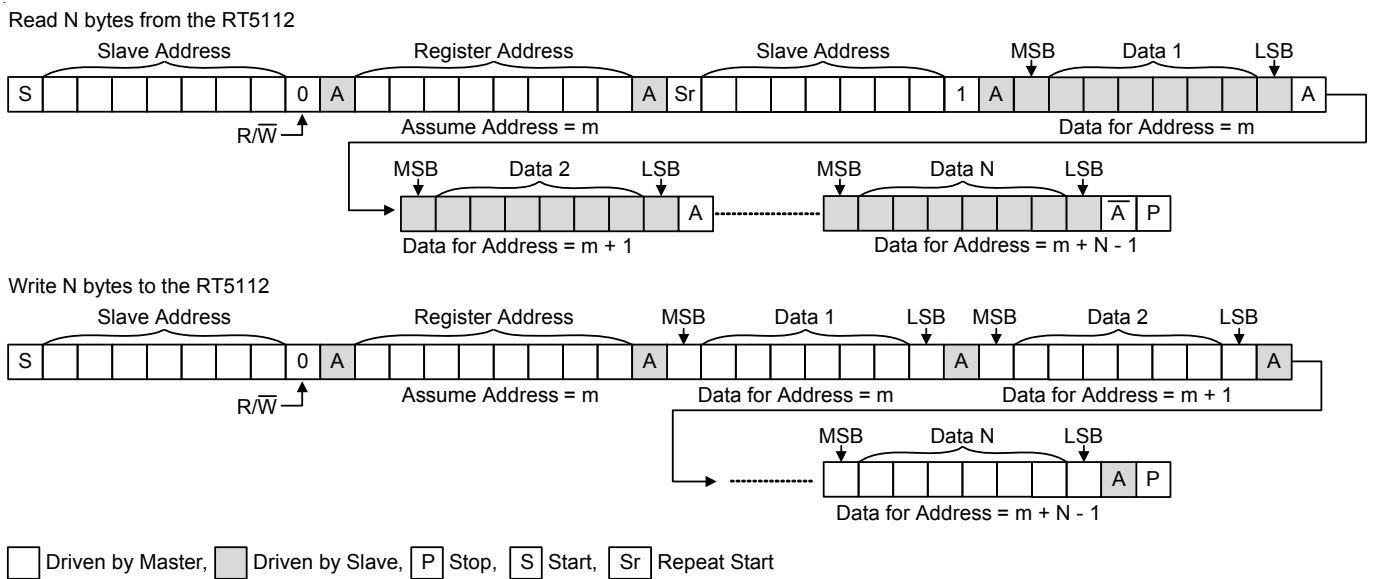 Read N bytes from the RT5112
Slave Address Register Address Slave Address MSB Data 1 LSB
S 0 A A Sr 1 A A
R/W̅ Assume Address = m Data for Address = m
MSB Data 2 LSB MSB Data N LSB
A A̅ P
Data for Address = m + 1 Data for Address = m + N - 1
Write N bytes to the RT5112
Slave Address Register Address MSB Data 1 LSB MSB Data 2 LSB
S 0 A A A A
R/W̅ Assume Address = m Data for Address = m Data for Address = m + 1
MSB Data N LSB
A P
Data for Address = m + N - 1
Driven by Master, Driven by Slave, P Stop, S Start, Sr Repeat Start